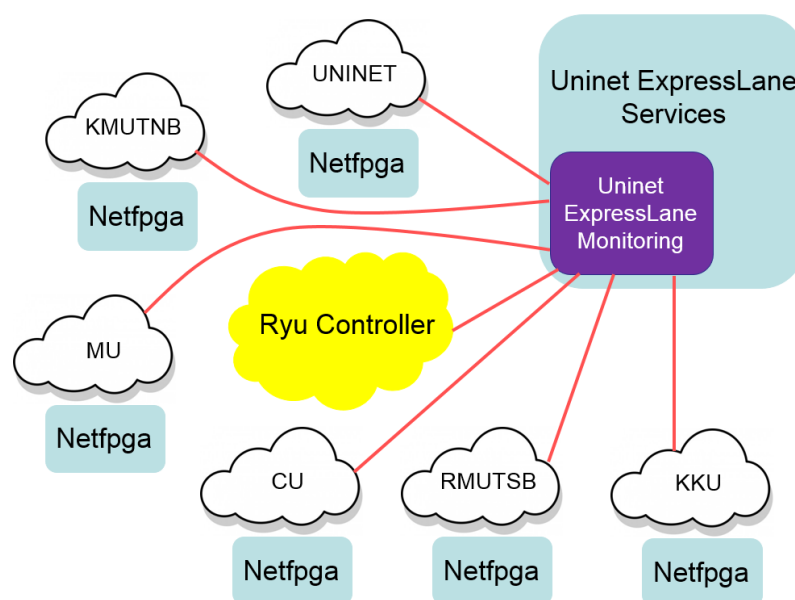 UNINET
Netfpga
KMUTNB
Netfpga
Uninet ExpressLane
Services
Uninet
ExpressLane
Monitoring
MU
Netfpga
Ryu Controller
CU
Netfpga
RMUTSB
Netfpga
KKU
Netfpga